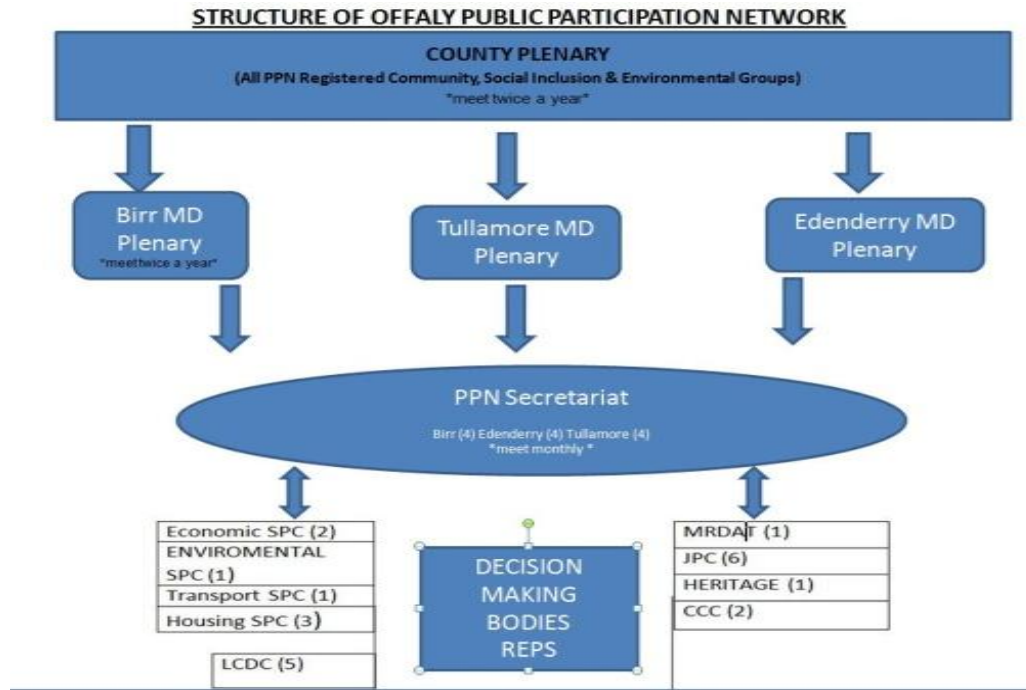 STRUCTURE OF OFFALY PUBLIC PARTICIPATION NETWORK
COUNTY PLENARY
(All PPN Registered Community, Social Inclusion & Environmental Groups)
*meet twice a year*
Birr MD
Plenary
*meettwice a year*
Tullamore MD
Plenary
Edenderry MD
Plenary
PPN Secretariat
Birr (4) Edenderry (4) Tullamore (4)
*meet monthly *
Economic SPC (2)
ENVIROMENTAL
SPC (1)
Transport SPC (1)
Housing SPC (3)
LCDC (5)
DECISION
MAKING
BODIES
REPS
MRDAT (1)
JPC (6)
HERITAGE (1)
CCC (2)